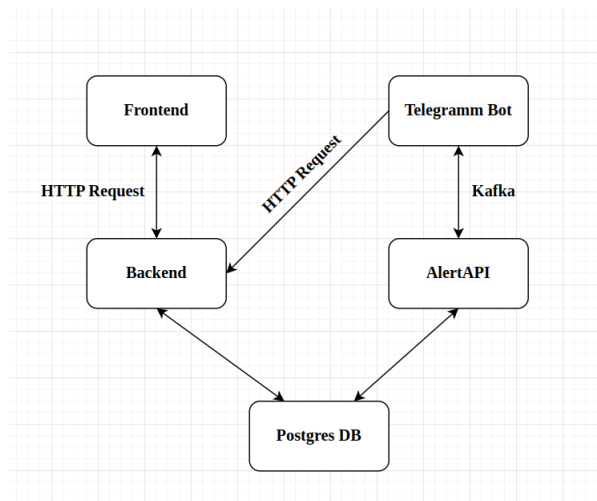 Frontend
Telegramm Bot
HTTP Request
HTTP Request
Kafka
Backend
AlertAPI
Postgres DB